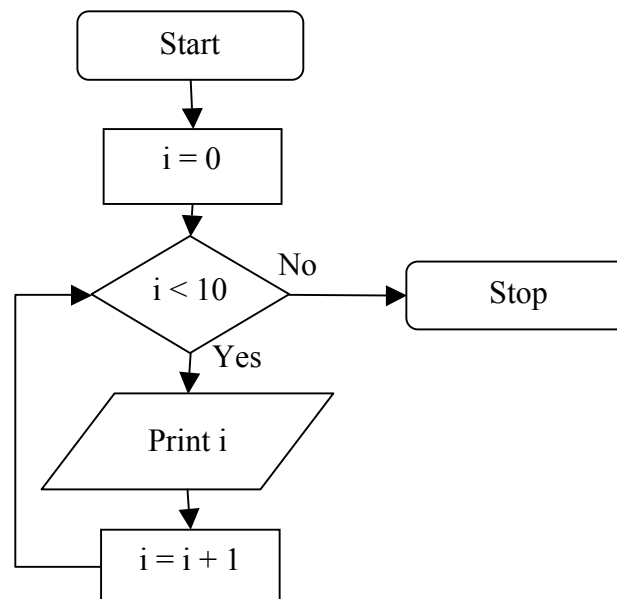 Start
i = 0
i < 10
No
Stop
Yes
Print i
i = i + 1